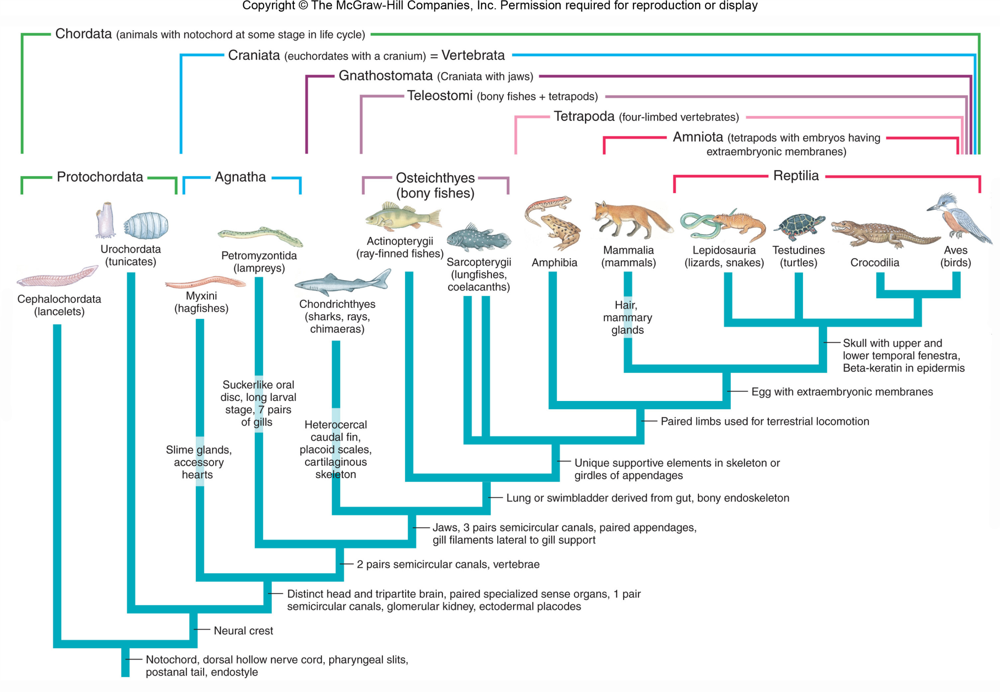 Copyright © The McGraw-Hill Companies, Inc. Permission required for reproduction or display
Chordata (animals with notochord at some stage in life cycle)
Craniata (euchordates with a cranium) = Vertebrata
Gnathostomata (Craniata with jaws)
Teleostomi (bony fishes + tetrapods)
Tetrapoda (four-limbed vertebrates)
Amniota (tetrapods with embryos having
extraembryonic membranes)
Protochordata
Agnatha
Osteichthyes
(bony fishes)
Reptilia
Cephalochordata
(lancelets)
Urochordata
(tunicates)
Myxini
(hagfishes)
Petromyzontida
(lampreys)
Chondrichthyes
(sharks, rays,
chimaeras)
Actinopterygii
(ray-finned fishes)
Sarcopterygii
(lungfishes,
coelacanths)
Amphibia
Mammalia
(mammals)
Lepidosauria
(lizards, snakes)
Testudines
(turtles)
Crocodilia
Aves
(birds)
Hair,
mammary
glands
Skull with upper and
lower temporal fenestra,
Beta-keratin in epidermis
Suckerlike oral
disc, long larval
stage, 7 pairs
of gills
Egg with extraembryonic membranes
Heterocercal
caudal fin,
placoid scales,
cartilaginous
skeleton
Paired limbs used for terrestrial locomotion
Slime glands,
accessory
hearts
Unique supportive elements in skeleton or
girdles of appendages
Lung or swimbladder derived from gut, bony endoskeleton
Jaws, 3 pairs semicircular canals, paired appendages,
gill filaments lateral to gill support
2 pairs semicircular canals, vertebrae
Distinct head and tripartite brain, paired specialized sense organs, 1 pair
semicircular canals, glomerular kidney, ectodermal placodes
Neural crest
Notochord, dorsal hollow nerve cord, pharyngeal slits,
postanal tail, endostyle